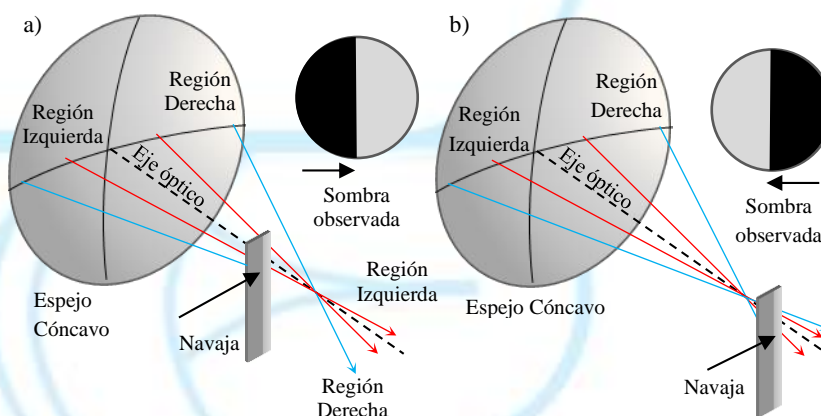 a)
Región
Derecha
Región
Izquierda
Eje óptico
Sombra
observada
Espejo
Cóncavo
Navaja
Región
Izquierda
Región
Derecha
b)
Región
Derecha
Región
Izquierda
Eje óptico
Sombra
observada
Espejo Cóncavo
Navaja